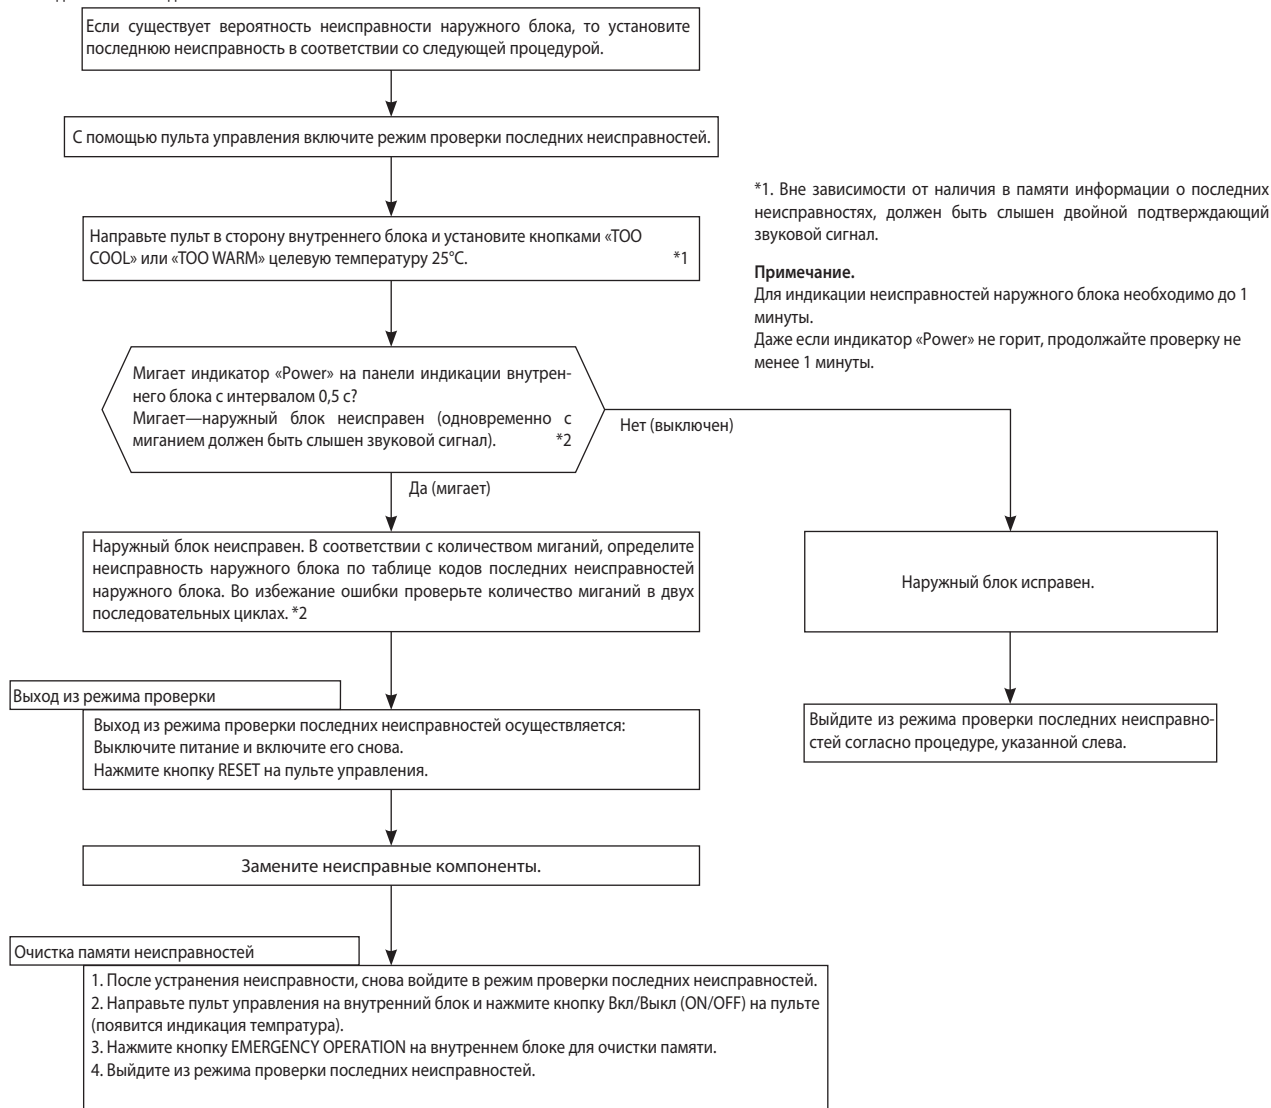 Если существует вероятность неисправности наружного блока, то установите
последнюю неисправность в соответствии со следующей процедурой.
С помощью пульта управления включите режим проверки последних неисправностей.
Направьте пульт в сторону внутреннего блока и установите кнопками «TOO
COOL» или «TOO WARM» целевую температуру 25°C. *1
*1. Вне зависимости от наличия в памяти информации о последних
неисправностях, должен быть слышен двойной подтверждающий
звуковой сигнал.
Примечание.
Для индикации неисправностей наружного блока необходимо до 1
минуты.
Даже если индикатор «Power» не горит, продолжайте проверку не
менее 1 минуты.
Мигает индикатор «Power» на панели индикации внутрен-
него блока с интервалом 0,5 с?
Мигает—наружный блок неисправен (одновременно с
миганием должен быть слышен звуковой сигнал). *2
Нет (выключен)
Да (мигает)
Наружный блок неисправен. В соответствии с количеством миганий, определите
неисправность наружного блока по таблице кодов последних неисправностей
наружного блока. Во избежание ошибки проверьте количество миганий в двух
последовательных циклах. *2
Наружный блок исправен.
Выход из режима проверки
Выход из режима проверки последних неисправностей осуществляется:
Выключите питание и включите его снова.
Нажмите кнопку RESET на пульте управления.
Выйдите из режима проверки последних неисправно-
стей согласно процедуре, указанной слева.
Замените неисправные компоненты.
Очистка памяти неисправностей
1. После устранения неисправности, снова войдите в режим проверки последних неисправностей.
2. Направьте пульт управления на внутренний блок и нажмите кнопку Вкл/Выкл (ON/OFF) на пульте
(появится индикация темпратура).
3. Нажмите кнопку EMERGENCY OPERATION на внутреннем блоке для очистки памяти.
4. Выйдите из режима проверки последних неисправностей.